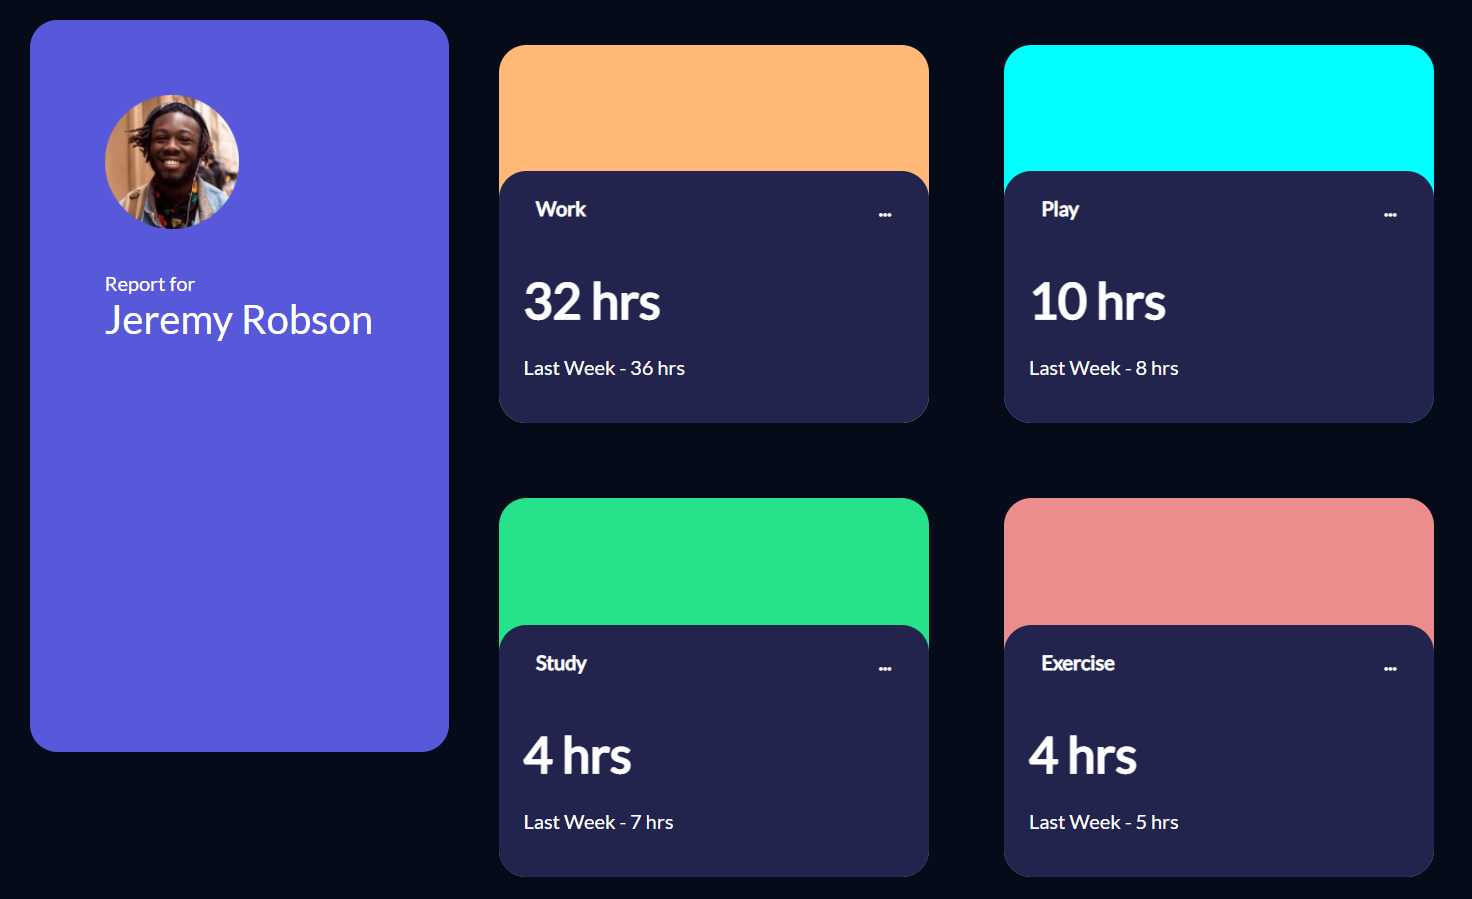 Report for
Jeremy Robson
Work ...
32 hrs
Last Week - 36 hrs
Play ...
10 hrs
Last Week - 8 hrs
Study ...
4 hrs
Last Week - 7 hrs
Exercise ...
4 hrs
Last Week - 5 hrs